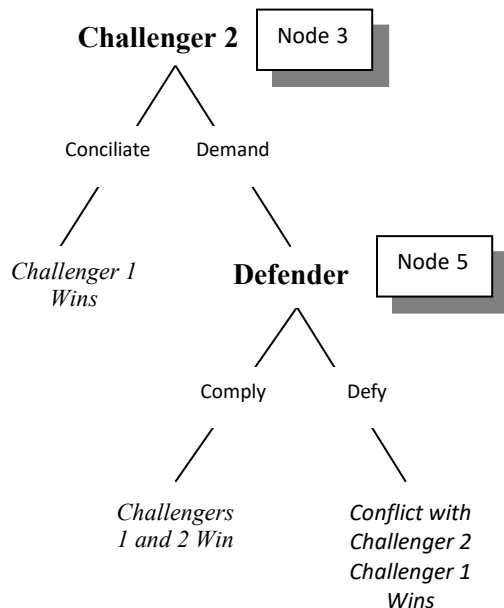 Challenger 2
Node 3
Conciliate
Demand
Challenger 1
Wins
Defender
Node 5
Comply
Defy
Challengers
1 and 2 Win
Conflict with
Challenger 2
Challenger 1
Wins